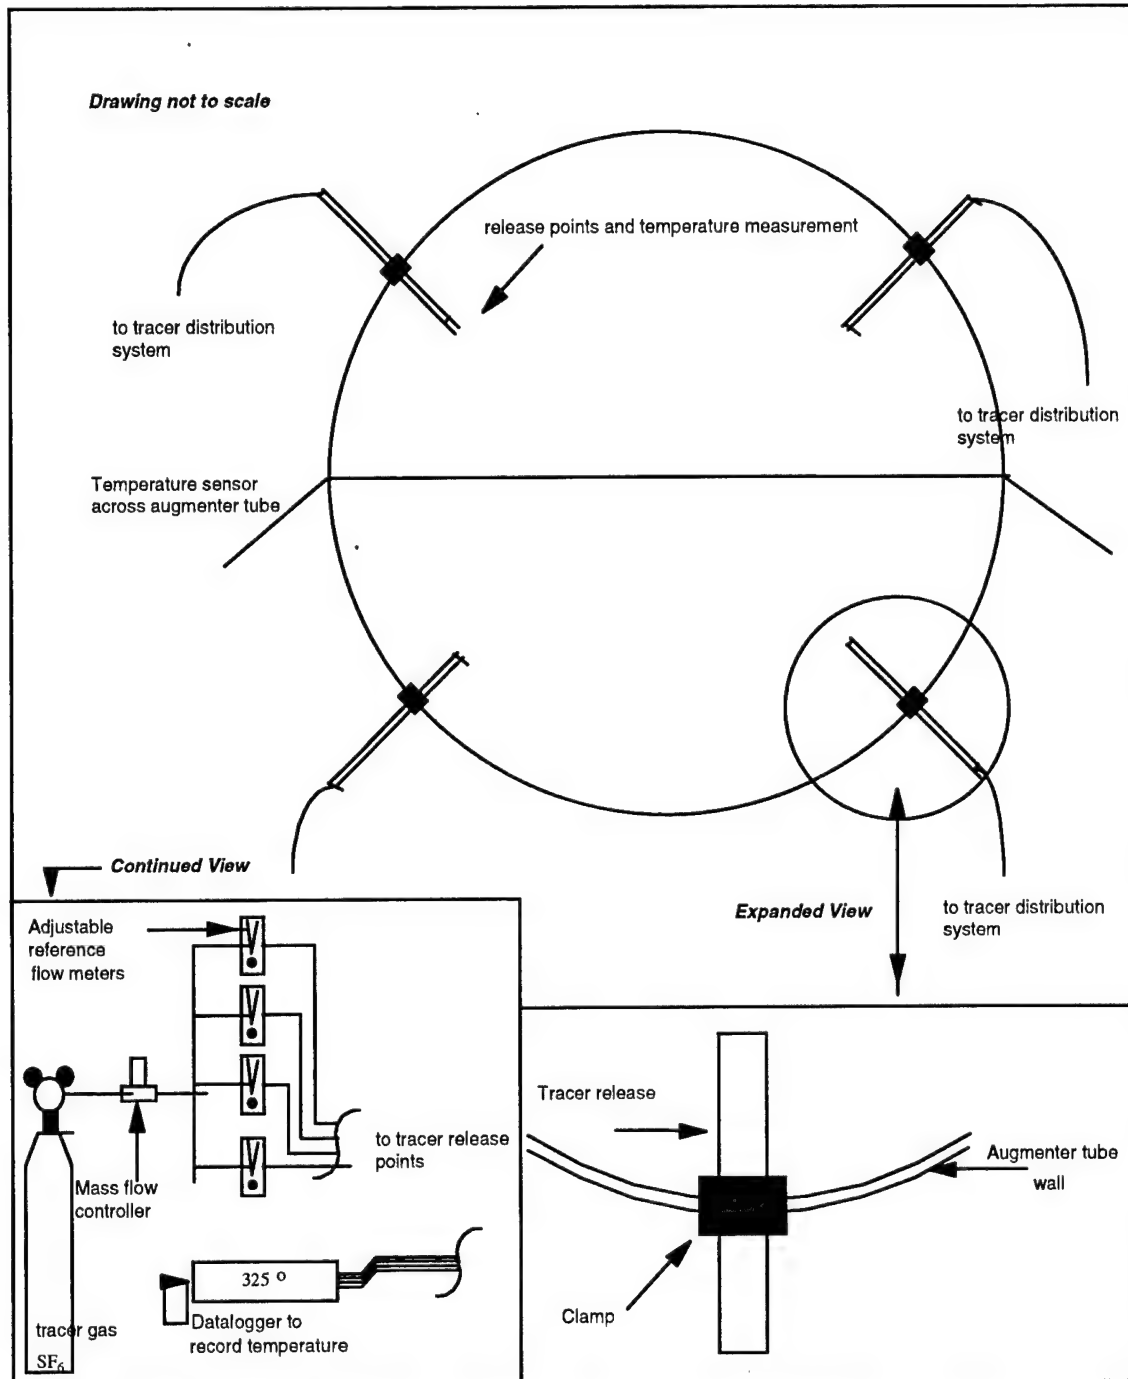 Drawing not to scale
release points and temperature measurement
to tracer distribution
system
to tracer distribution
system
Temperature sensor
across augmenter tube
Continued View
Expanded View
to tracer distribution
system
Adjustable
reference
flow meters
to tracer release
points
Mass flow
controller
325 °
Datalogger to
record temperature
tracer gas
SF₆
Tracer release
Augmenter tube
wall
Clamp